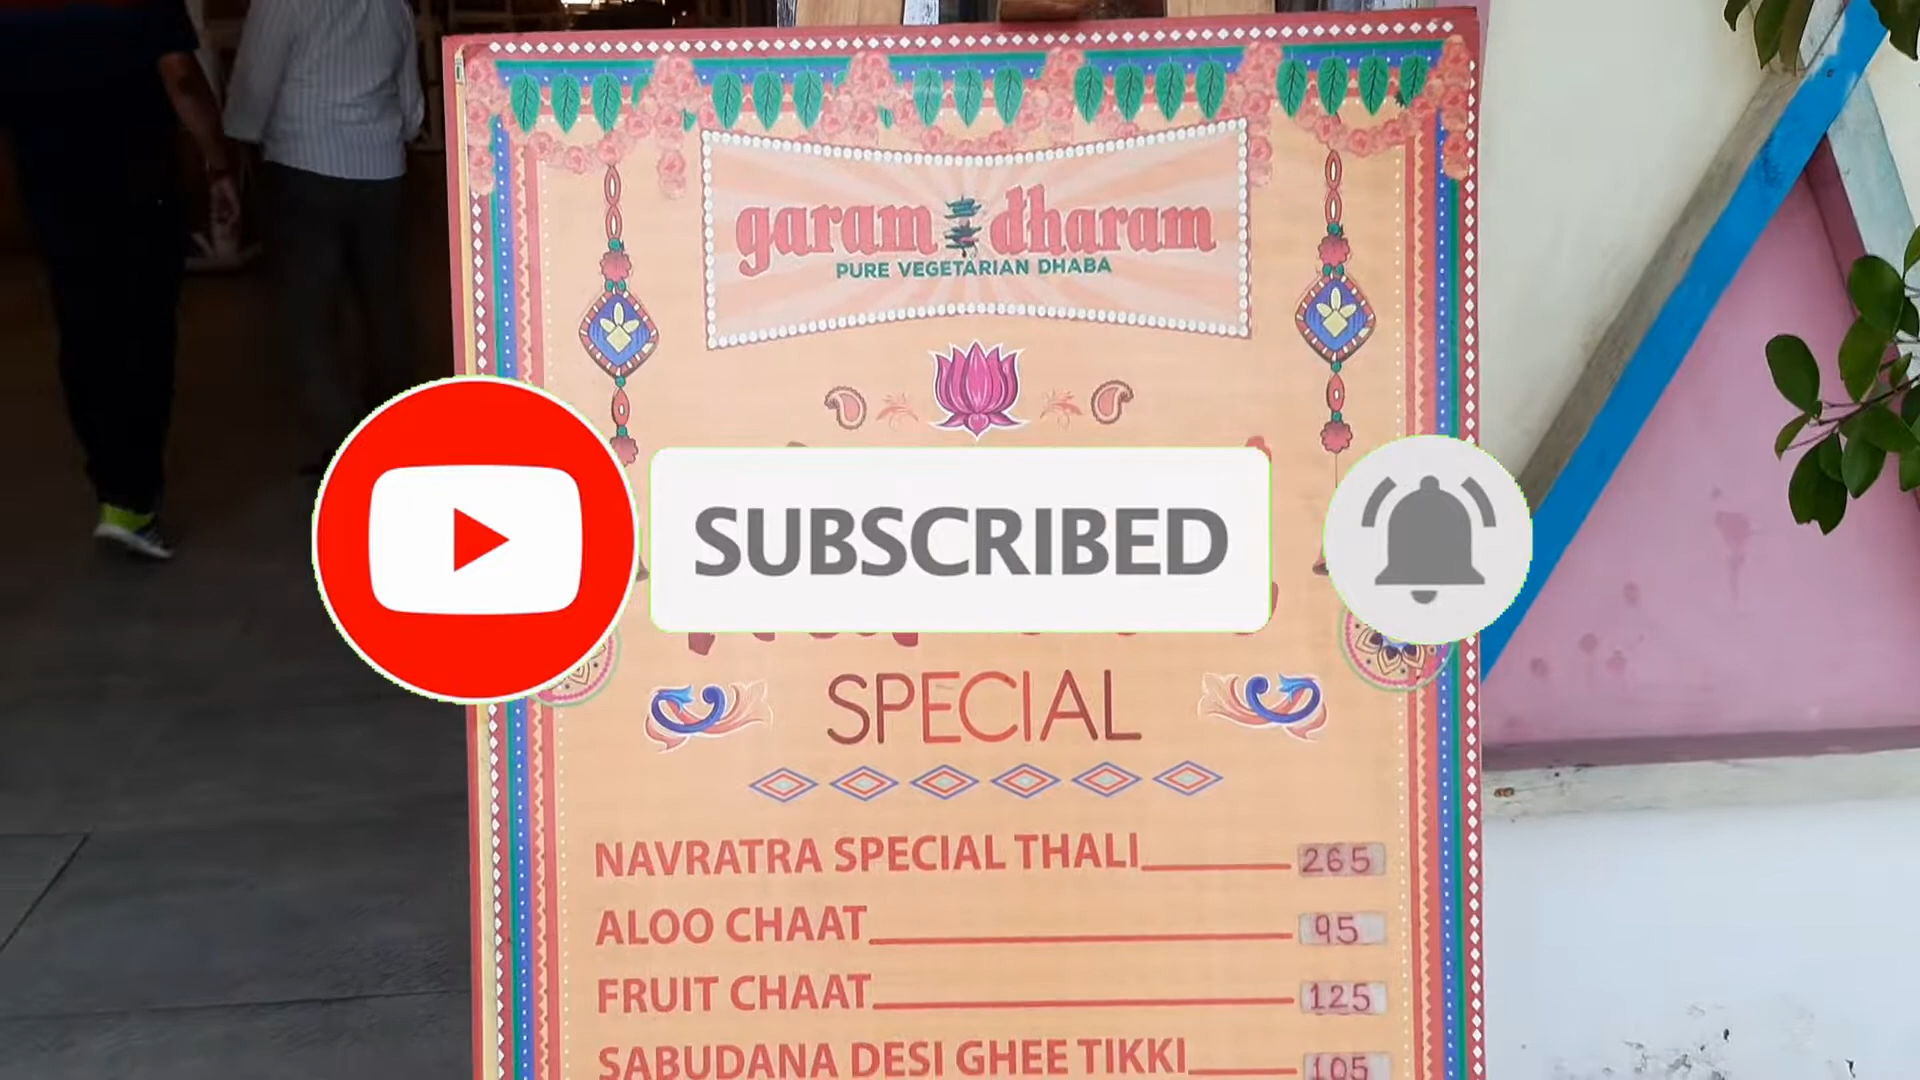 garam dharam
PURE VEGETARIAN DHABA
SUBSCRIBED
SPECIAL
NAVRATRA SPECIAL THALI 265
ALOO CHAAT 95
FRUIT CHAAT 125
SABUDANA DESI GHEE TIKKI 105